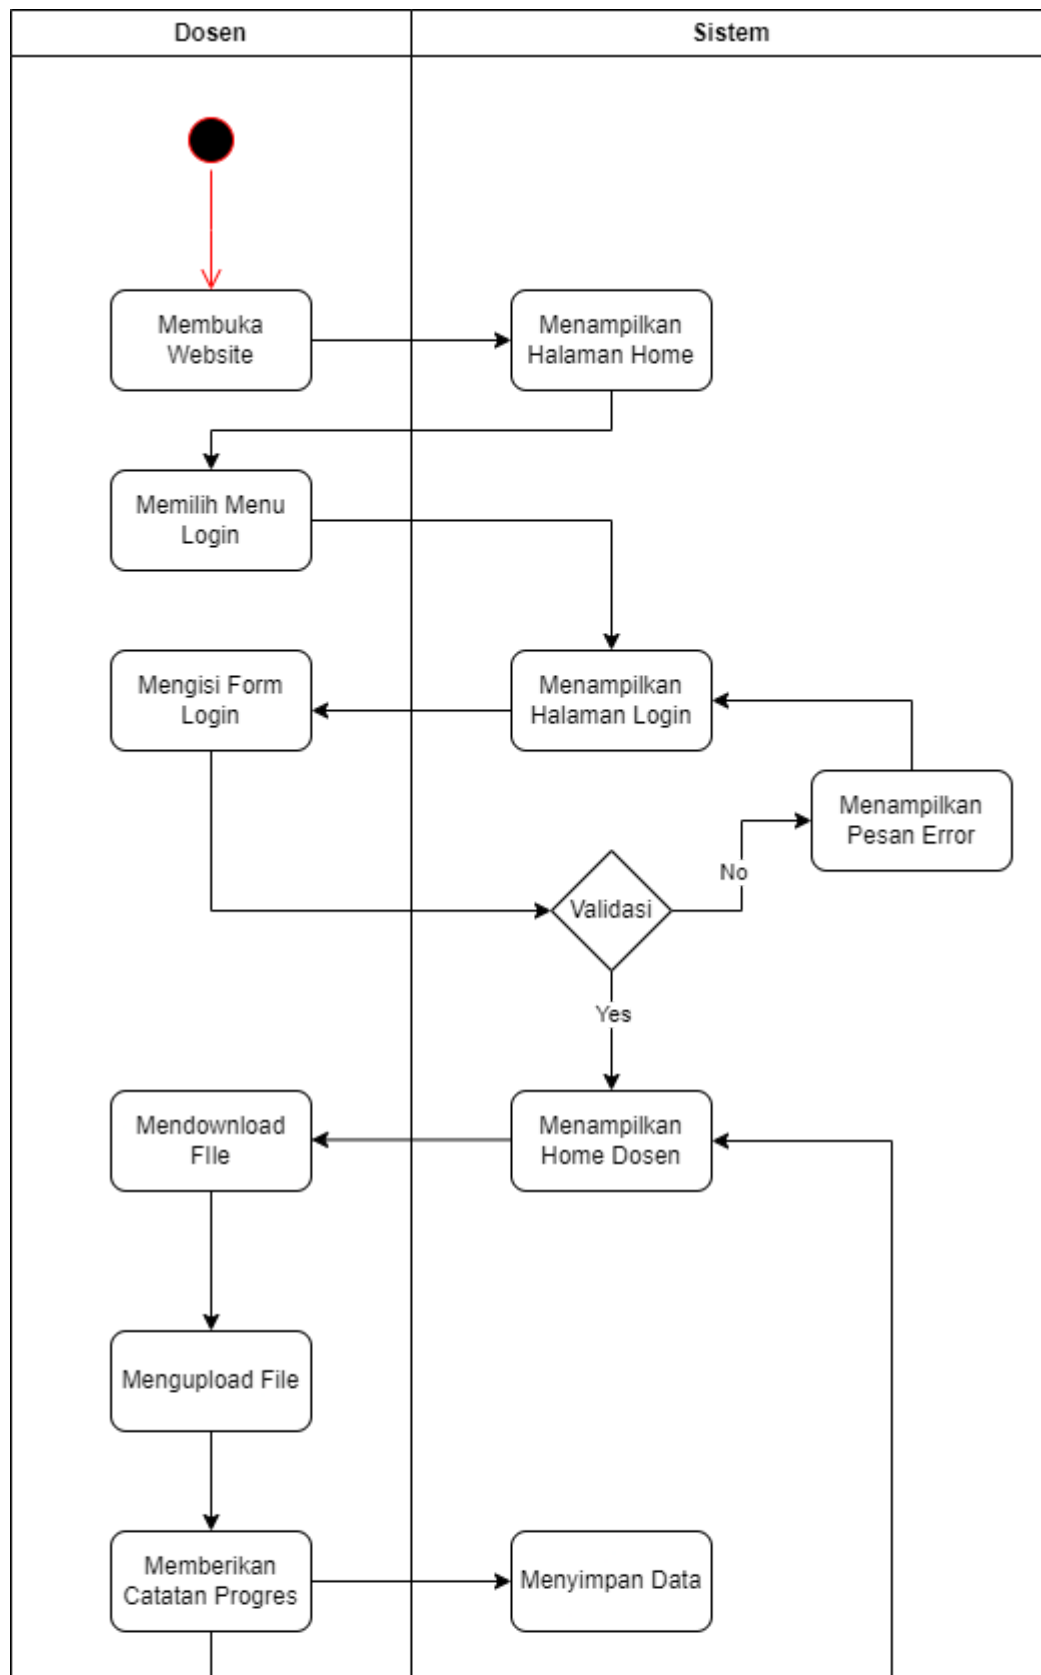 Dosen
Sistem
Membuka
Website
Menampilkan
Halaman Home
Memilih Menu
Login
Mengisi Form
Login
Menampilkan
Halaman Login
Menampilkan
Pesan Error
No
Validasi
Yes
Mendownload
FIle
Menampilkan
Home Dosen
Mengupload File
Memberikan
Catatan Progres
Menyimpan Data